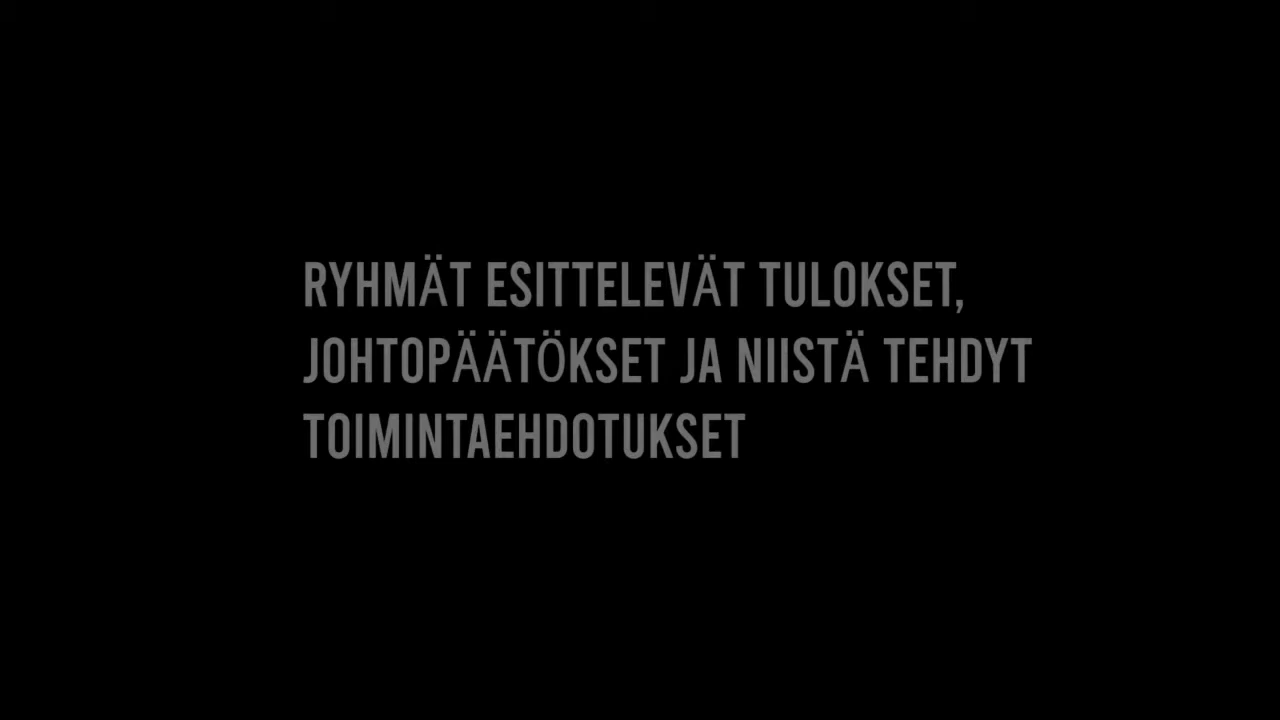 RYHMÄT ESITTELEVÄT TULOKSET,
JOHTOPÄÄTÖKSET JA NIISTÄ TEHDYT
TOIMINTAEHDOTUKSET